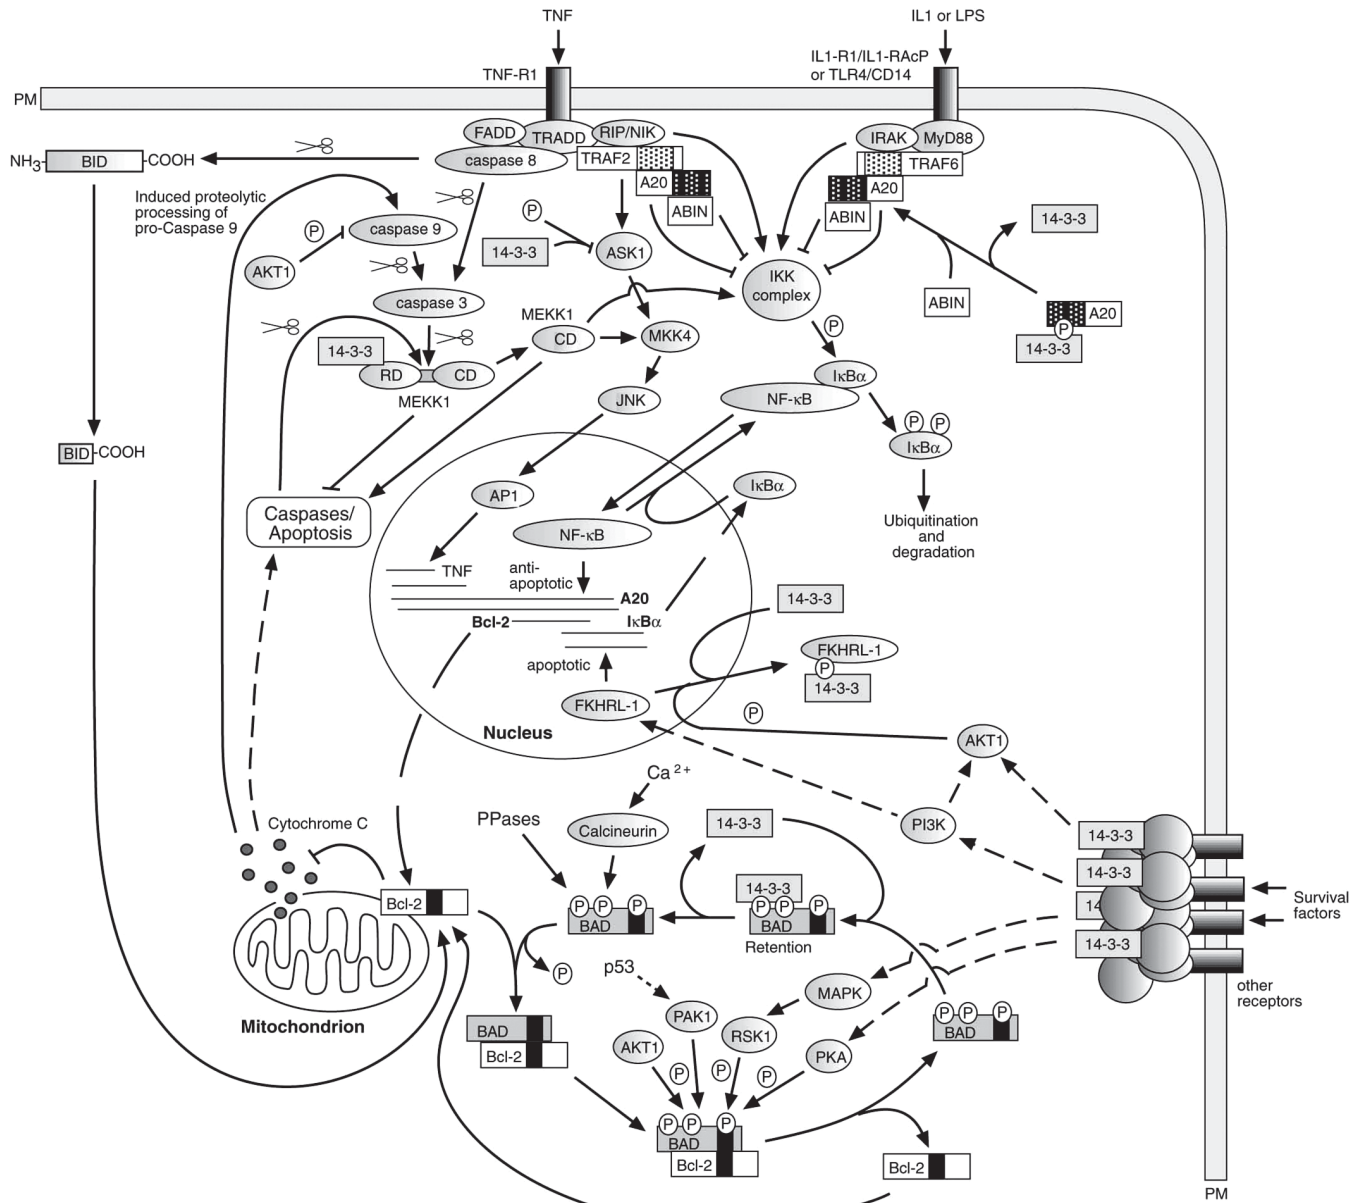 TNF
IL1 or LPS
TNF-R1
IL1-R1/IL1-RAcP
or TLR4/CD14
PM
FADD
TRADD
RIP/NIK
IRAK
MyD88
NH3-
BID
-COOH
caspase 8
TRAF2
TRAF6
A20
A20
ABIN
ABIN
Induced proteolytic
processing of
pro-Caspase 9
P
caspase 9
P
14-3-3
ASK1
14-3-3
AKT1
IKK
complex
ABIN
A20
P
14-3-3
caspase 3
MEKK1
CD
MKK4
P
14-3-3
RD
CD
MEKK1
IκBα
NF-κB
JNK
P
P
IκBα
BID
-COOH
AP1
IκBα
Caspases/
Apoptosis
NF-κB
Ubiquitination
and
degradation
TNF
anti-
apoptotic
A20
Bcl-2
IκBα
14-3-3
apoptotic
FKHRL-1
P
14-3-3
FKHRL-1
Nucleus
P
AKT1
Ca2+
PPases
Calcineurin
14-3-3
PI3K
14-3-3
14-3-3
14
14-3-3
Cytochrome C
Survival
factors
Bcl-2
P
P
P
BAD
14-3-3
P
P
P
BAD
Retention
P
p53
other
receptors
MAPK
Mitochondrion
PAK1
RSK1
P
P
P
BAD
BAD
Bcl-2
AKT1
PKA
P
P
P
P
P
P
BAD
Bcl-2
Bcl-2
PM